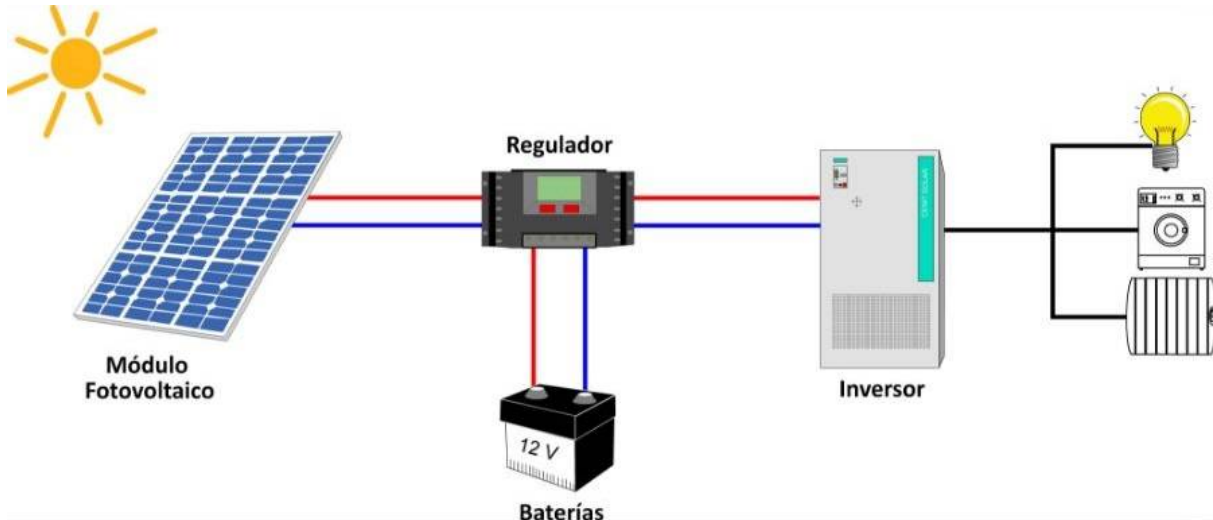 Regulador
Módulo
Fotovoltaico
Inversor
12 V
Baterías